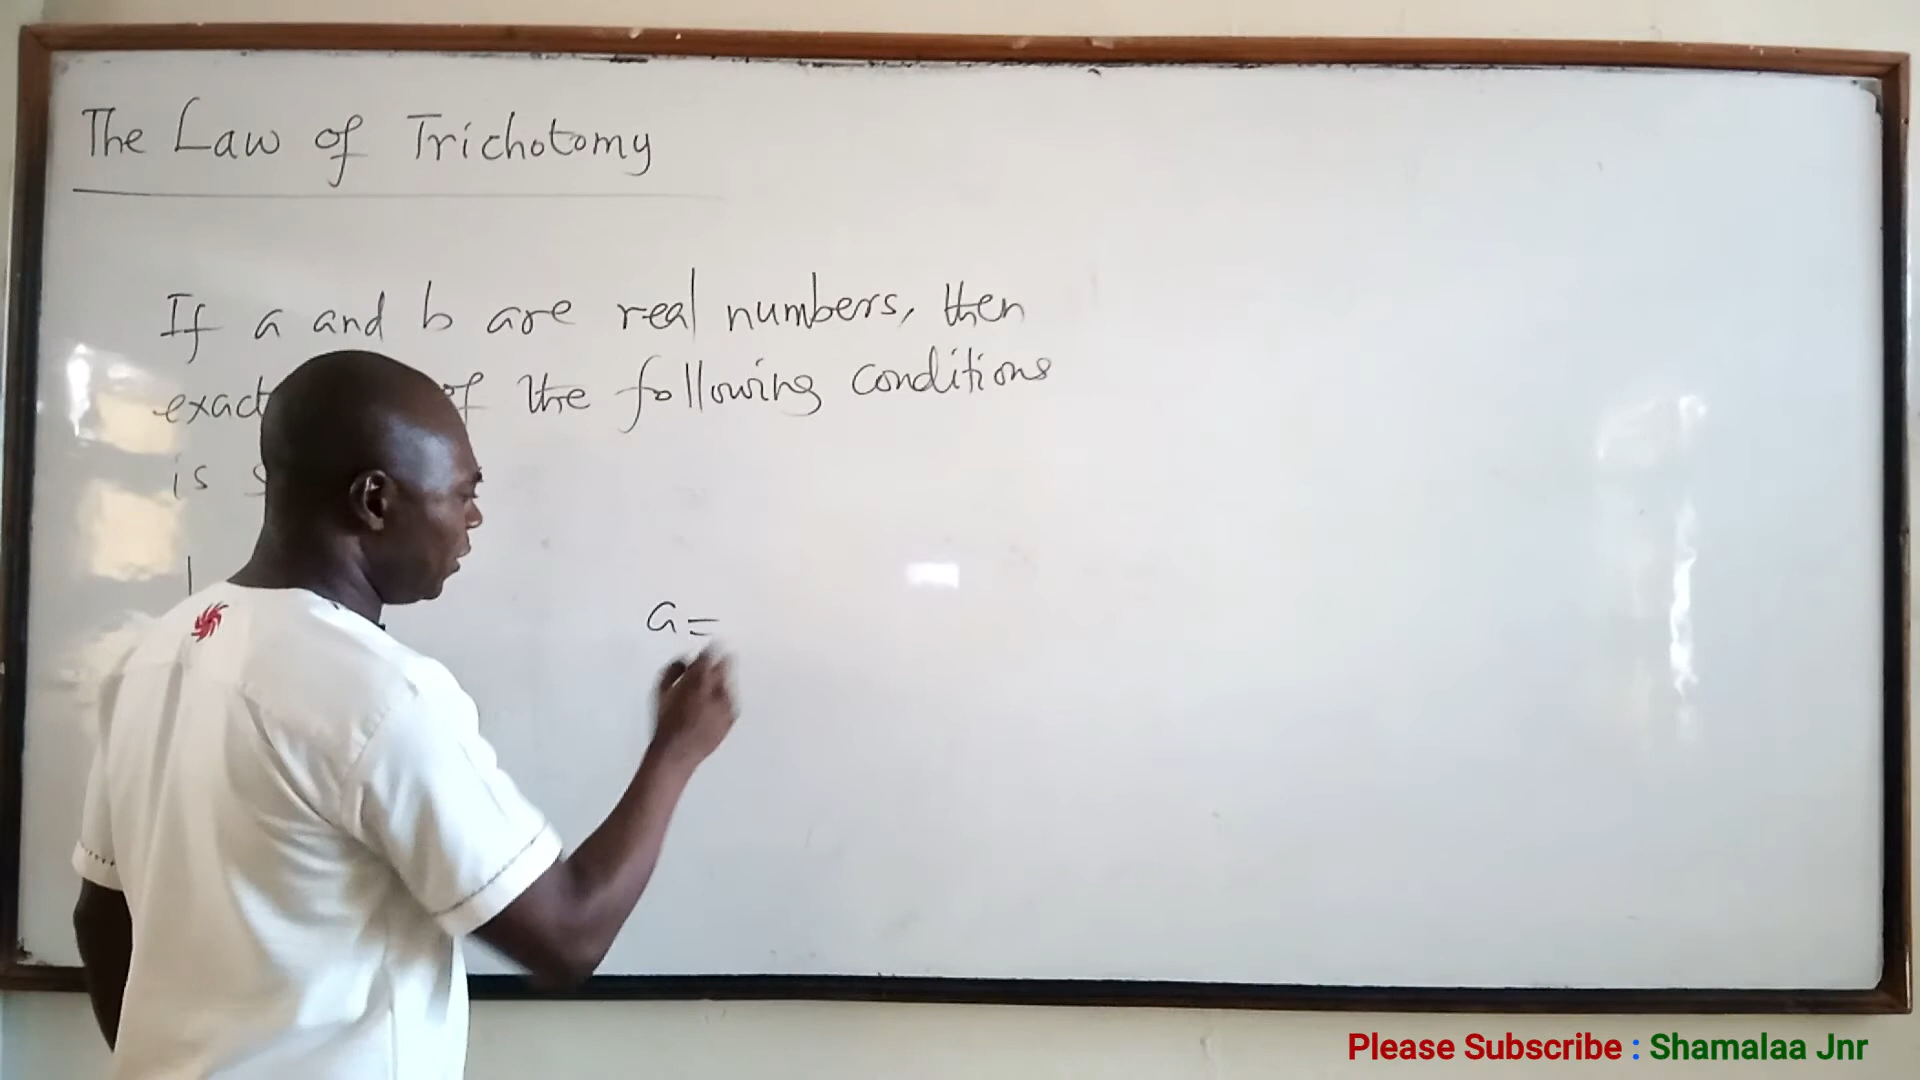 The Law of Trichotomy
If a and b are real numbers, then
of the following conditions
is
a =
Please Subscribe : Shamalaa Jnr